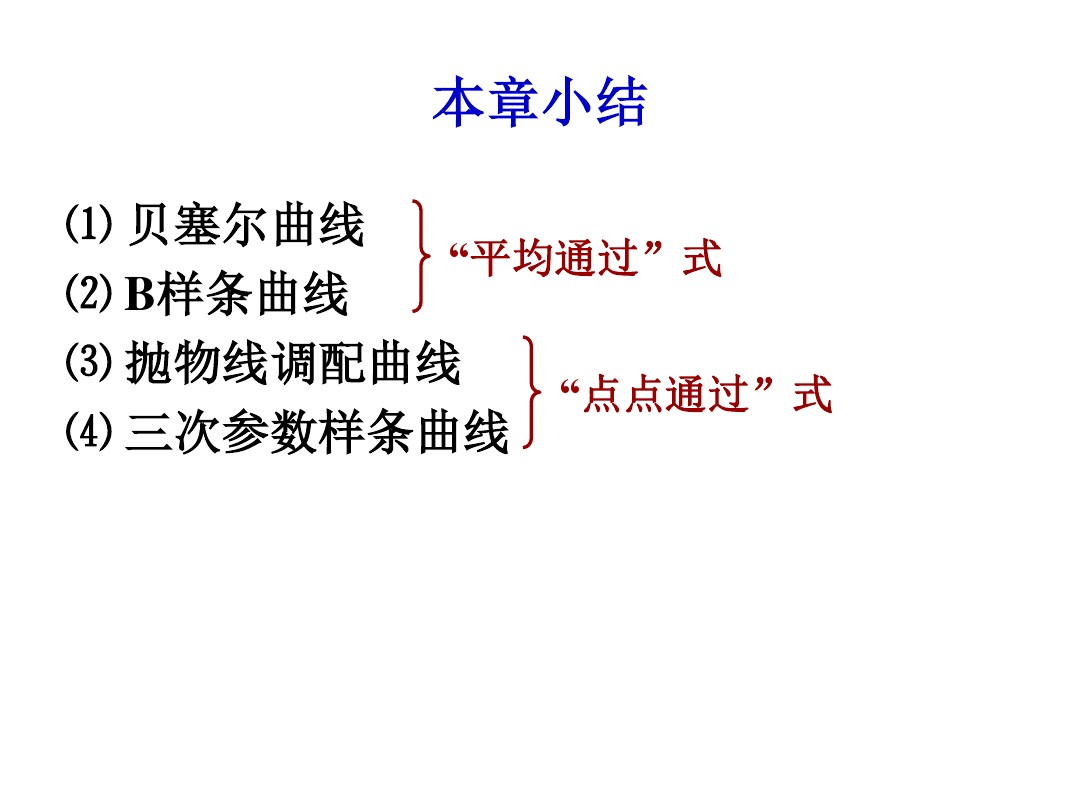 本章小结
⑴ 贝塞尔曲线
⑵ B样条曲线
“平均通过”式
⑶ 抛物线调配曲线
⑷ 三次参数样条曲线
“点点通过”式